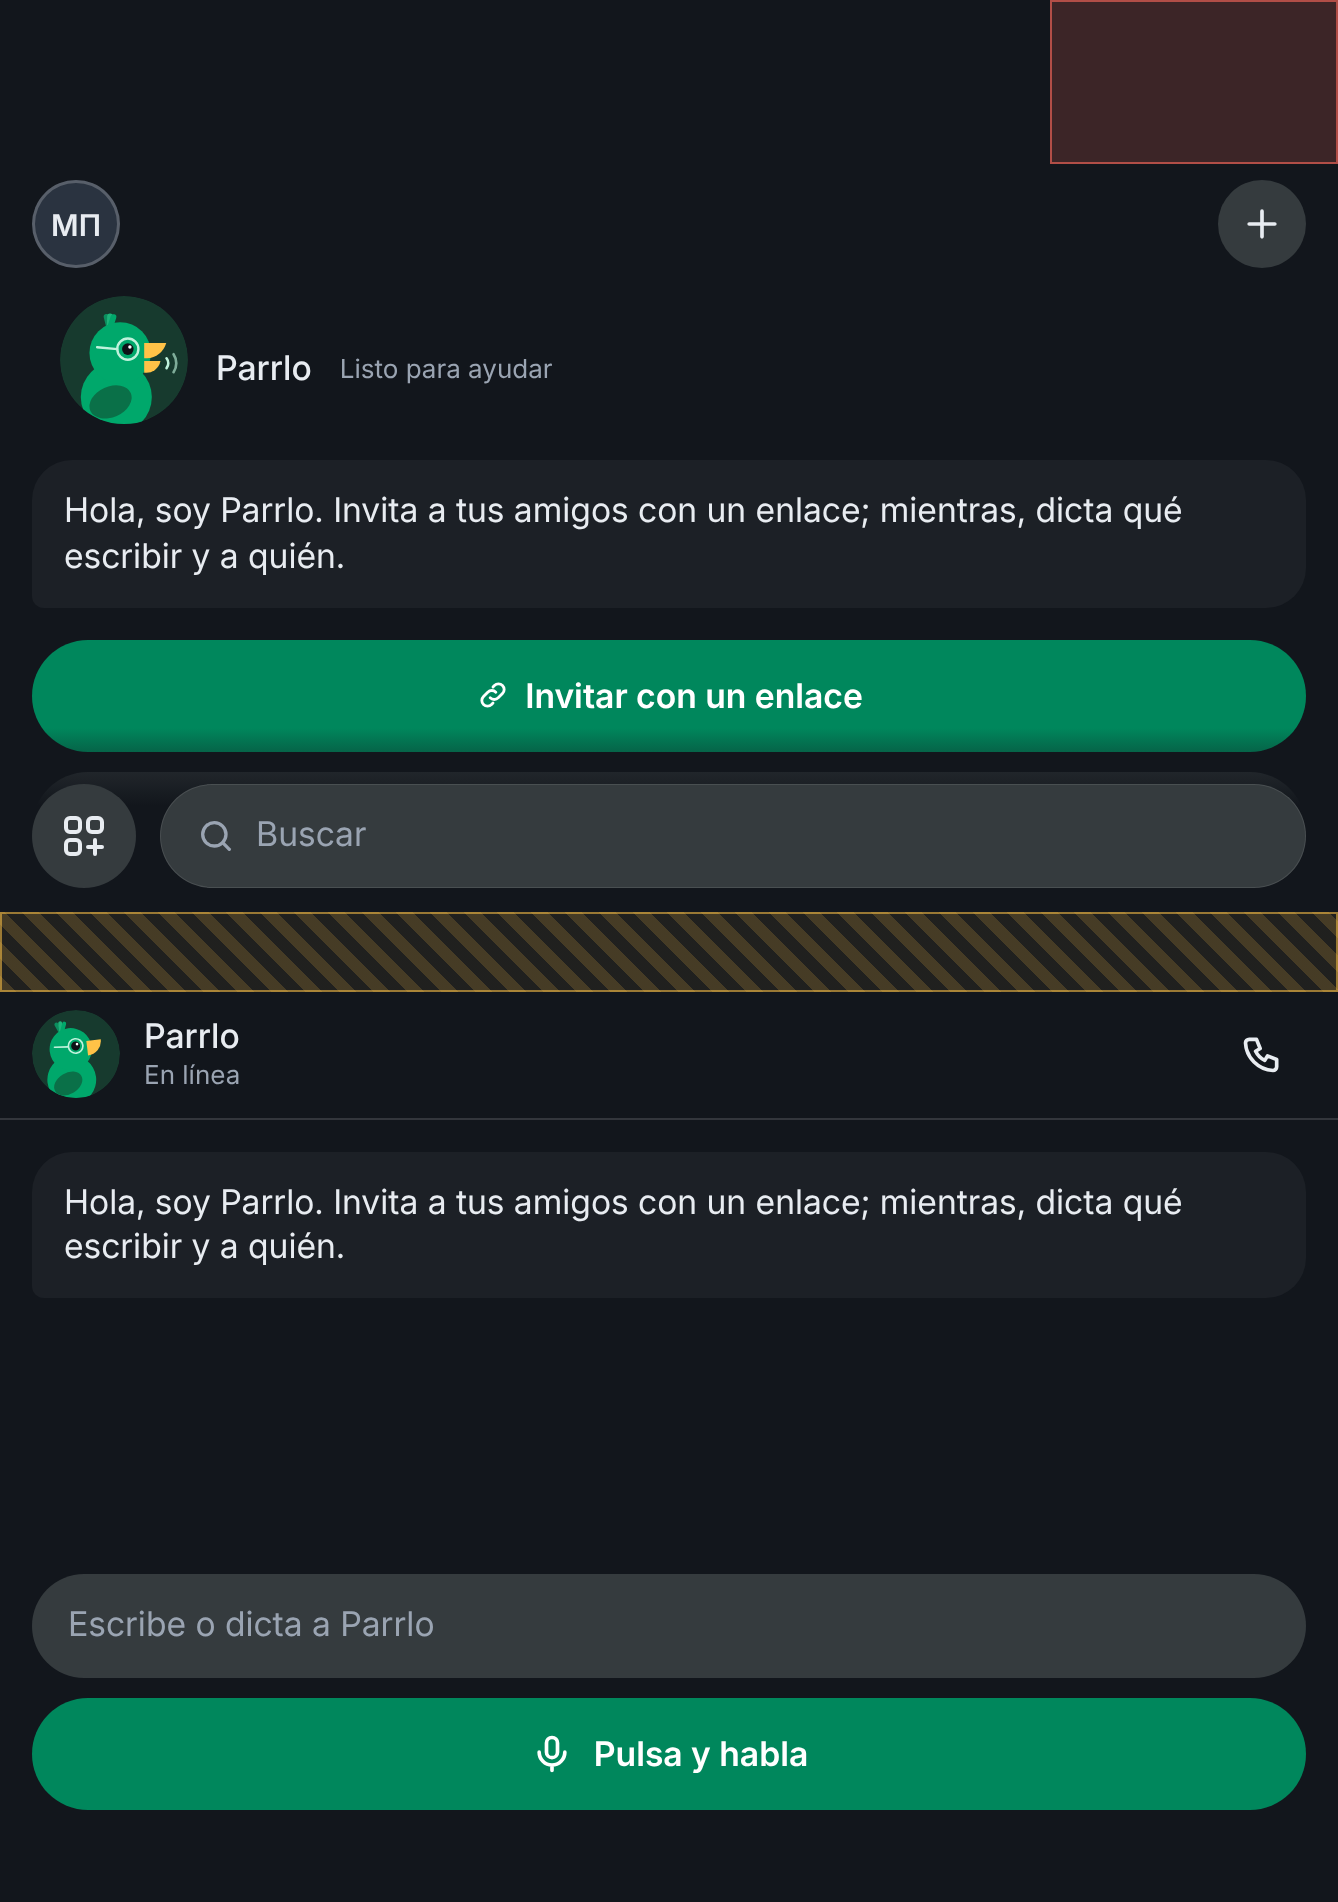 МП
Parrlo Listo para ayudar
Hola, soy Parrlo. Invita a tus amigos con un enlace; mientras, dicta qué
escribir y a quién.
Invitar con un enlace
Buscar
Parrlo
En línea
Hola, soy Parrlo. Invita a tus amigos con un enlace; mientras, dicta qué
escribir y a quién.
Escribe o dicta a Parrlo
Pulsa y habla